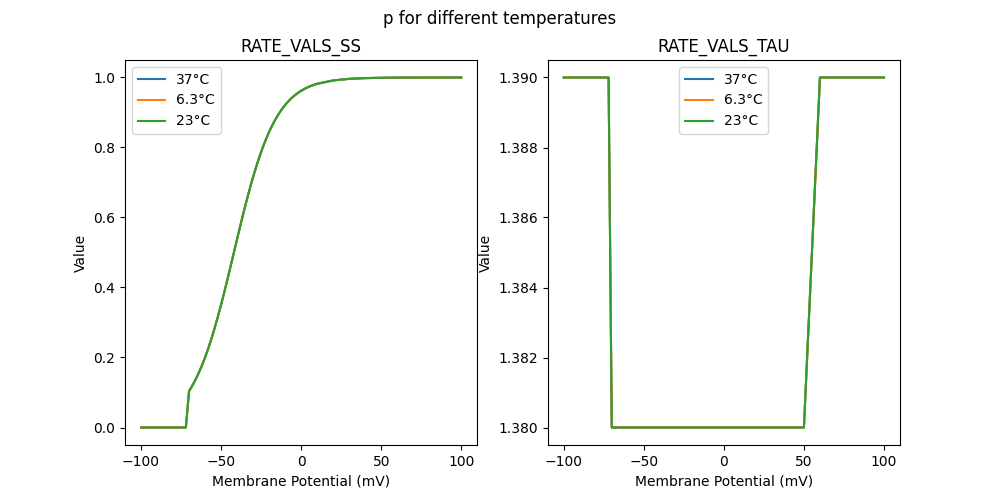 p for different temperatures
RATE_VALS_SS
37°C
6.3°C
23°C
1.0
0.8
0.6
0.4
0.2
0.0
Value
−100
−50
0
50
100
Membrane Potential (mV)
RATE_VALS_TAU
37°C
6.3°C
23°C
1.390
1.388
1.386
1.384
1.382
1.380
Value
−100
−50
0
50
100
Membrane Potential (mV)